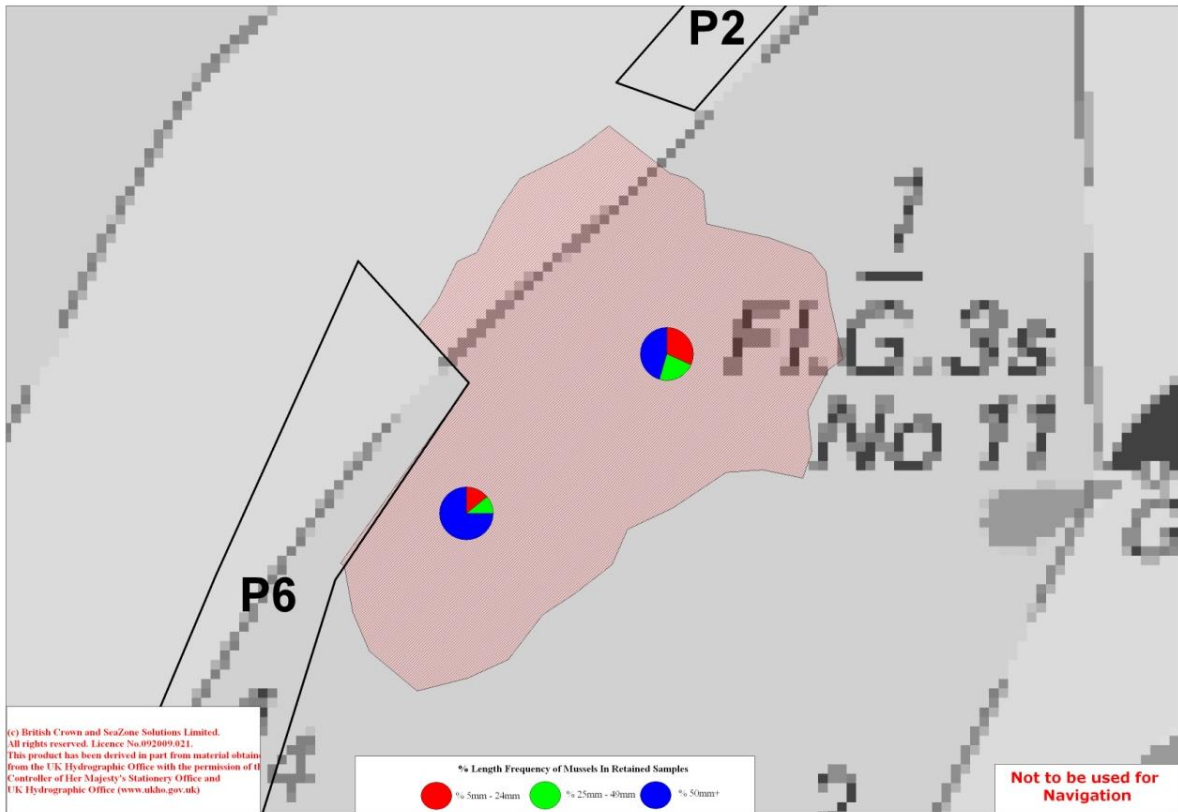 P2
7
Fl.G.3s
No 11
P6
G
4
2
(c) British Crown and SeaZone Solutions Limited.
All rights reserved. Licence No.092009.021.
This product has been derived in part from material obtaine
from the UK Hydrographic Office with the permission of th
Controller of Her Majesty's Stationery Office and
UK Hydrographic Office (www.ukho.gov.uk)
% Length Frequency of Mussels In Retained Samples
% 5mm - 24mm % 25mm - 49mm % 50mm+
Not to be used for
Navigation